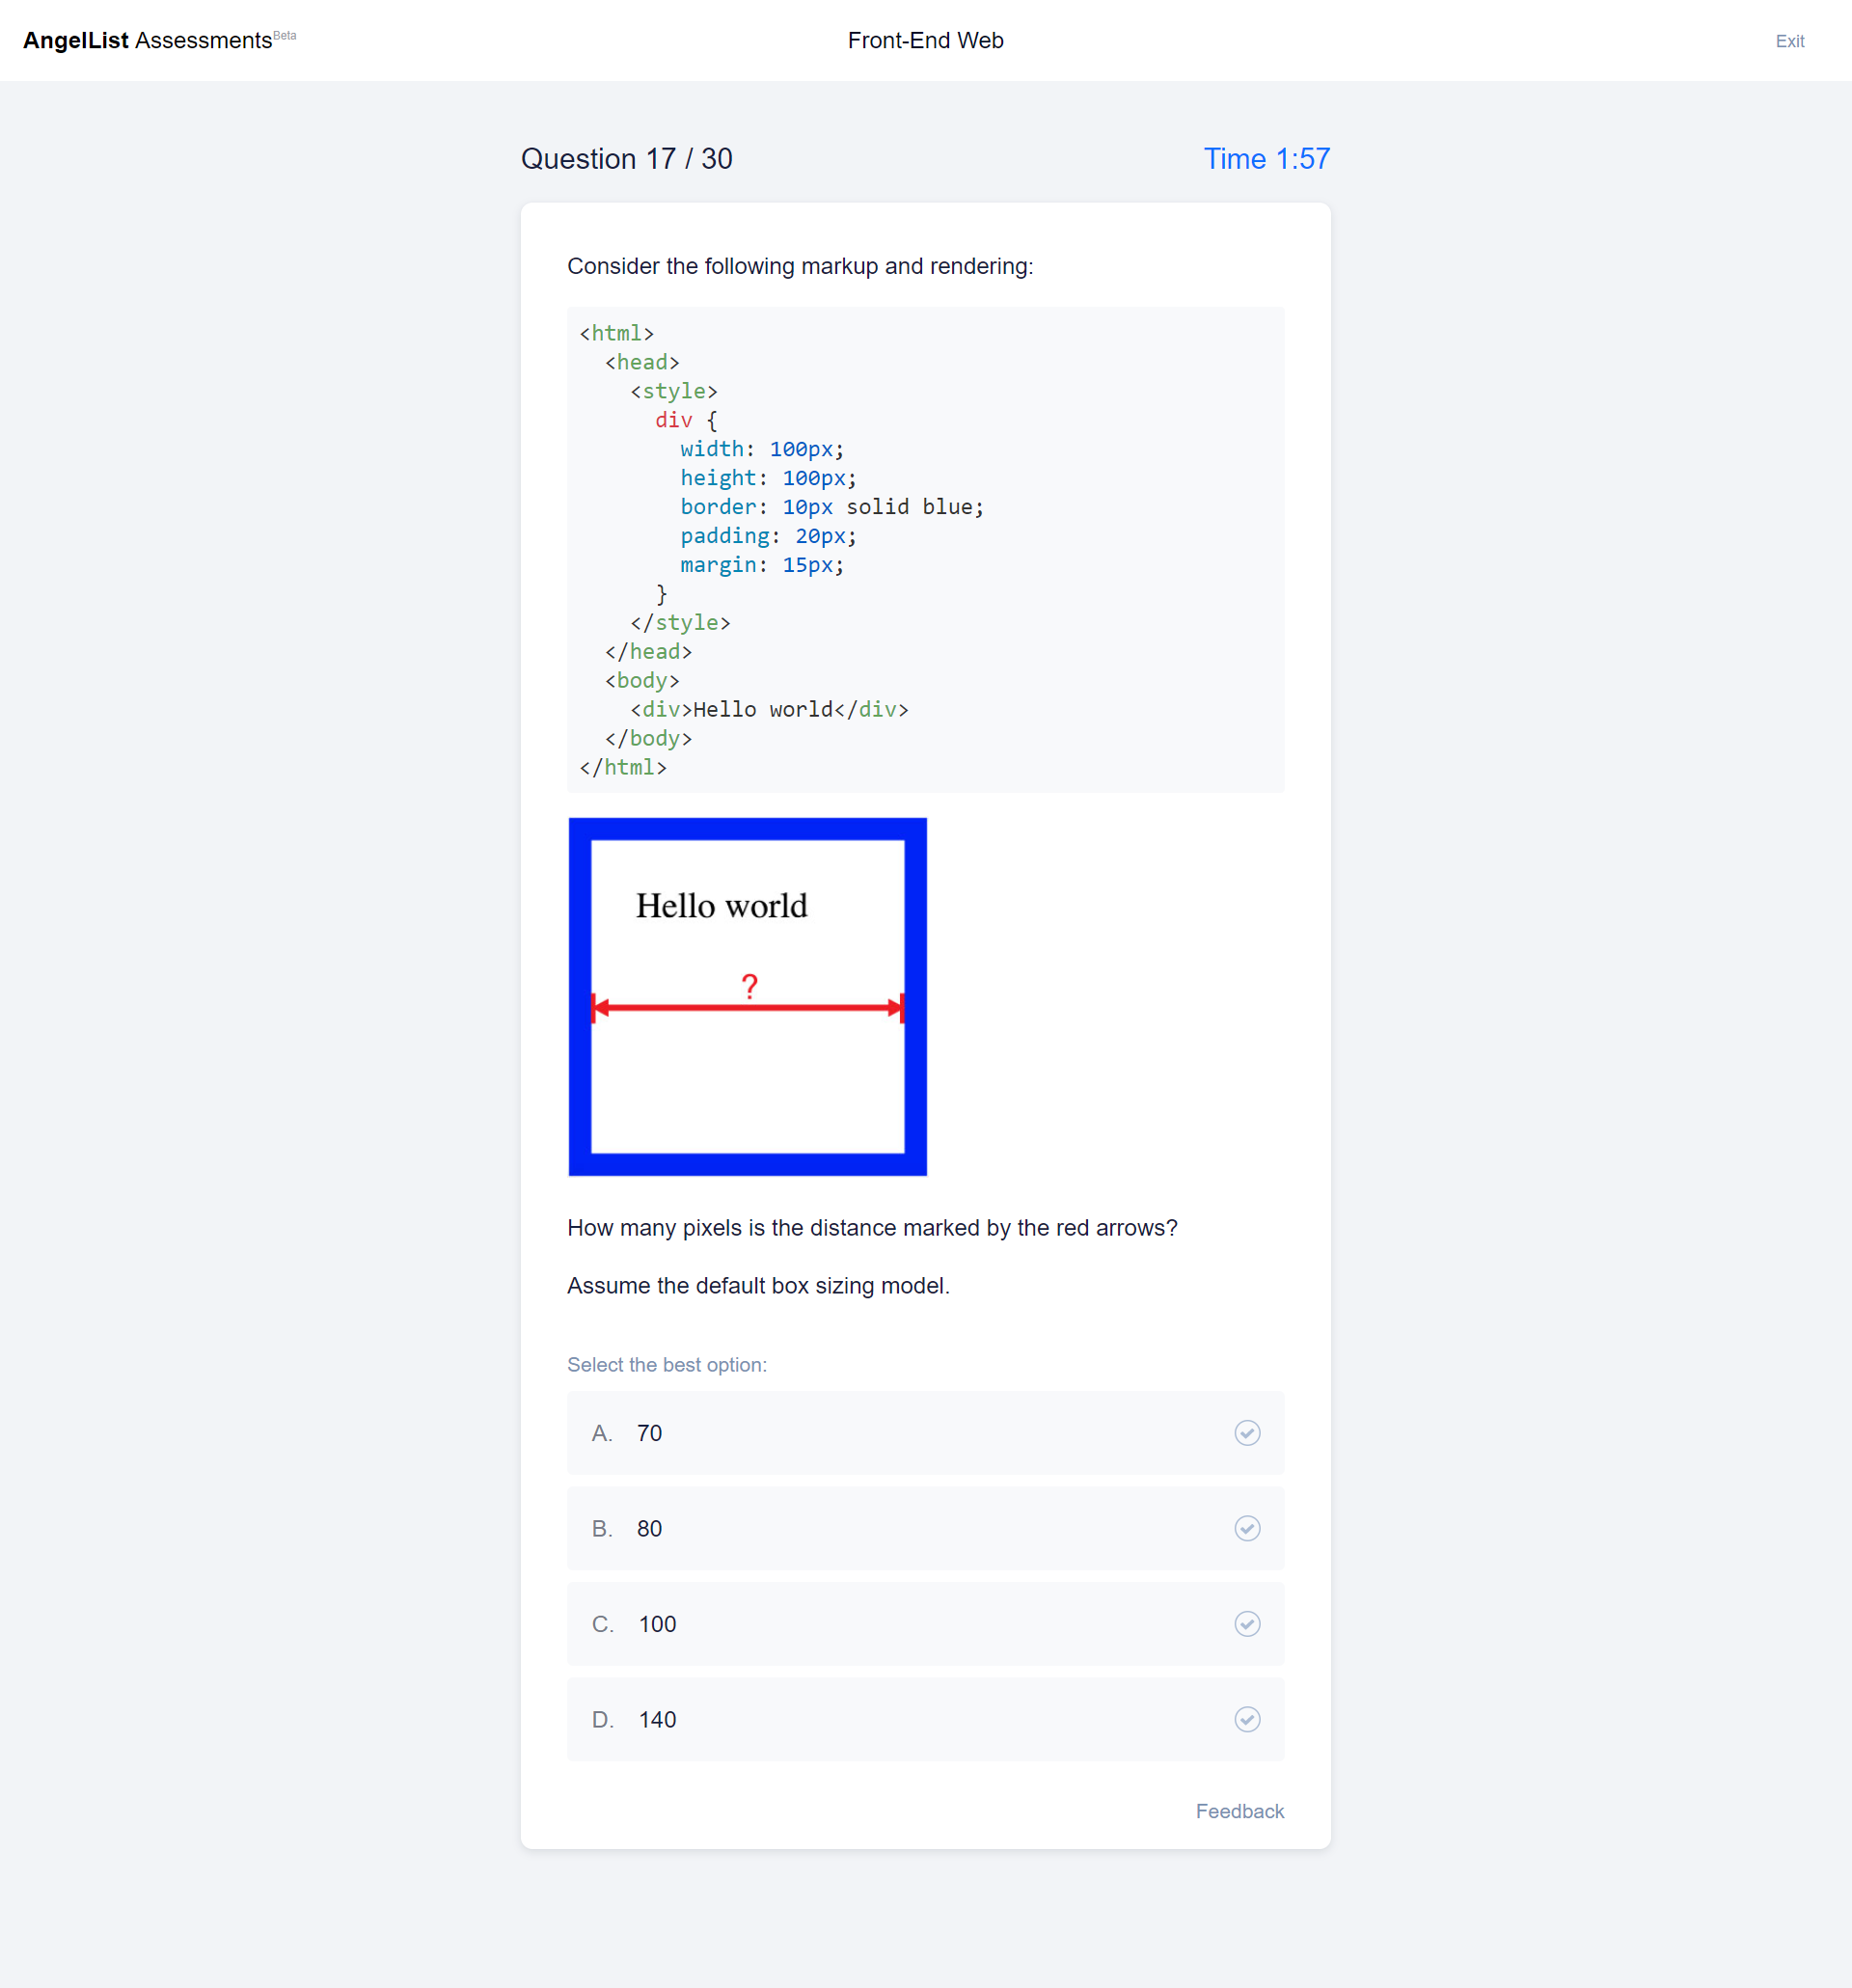 AngelList Assessments Beta
Front-End Web
Exit
Question 17 / 30
Time 1:57
Consider the following markup and rendering:
<html>
  <head>
    <style>
      div {
        width: 100px;
        height: 100px;
        border: 10px solid blue;
        padding: 20px;
        margin: 15px;
      }
    </style>
  </head>
  <body>
    <div>Hello world</div>
  </body>
</html>
Hello world
?
How many pixels is the distance marked by the red arrows?
Assume the default box sizing model.
Select the best option:
A. 70
B. 80
C. 100
D. 140
Feedback